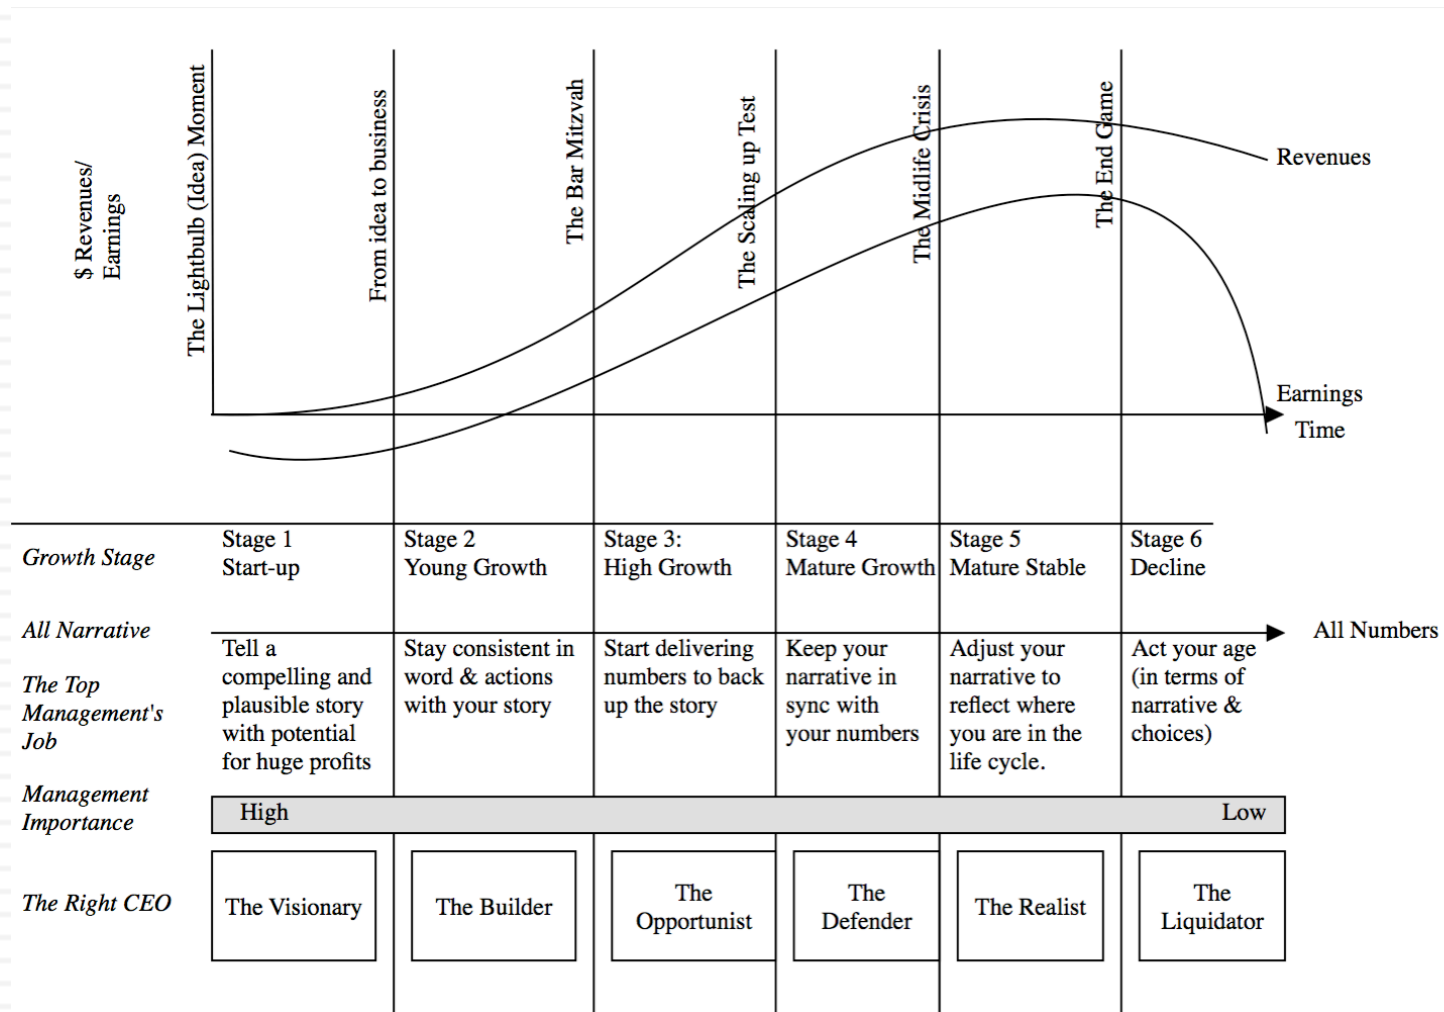 $ Revenues/
Earnings
The Lightbulb (Idea) Moment
From idea to business
The Bar Mitzvah
The Scaling up Test
The Midlife Crisis
The End Game
Revenues
Earnings
Time
Growth Stage
Stage 1
Start-up
Stage 2
Young Growth
Stage 3:
High Growth
Stage 4
Mature Growth
Stage 5
Mature Stable
Stage 6
Decline
All Narrative
All Numbers
The Top
Management's
Job
Tell a
compelling and
plausible story
with potential
for huge profits
Stay consistent in
word & actions
with your story
Start delivering
numbers to back
up the story
Keep your
narrative in
sync with
your numbers
Adjust your
narrative to
reflect where
you are in the
life cycle.
Act your age
(in terms of
narrative &
choices)
Management
Importance
High
Low
The Right CEO
The Visionary
The Builder
The
Opportunist
The
Defender
The Realist
The
Liquidator